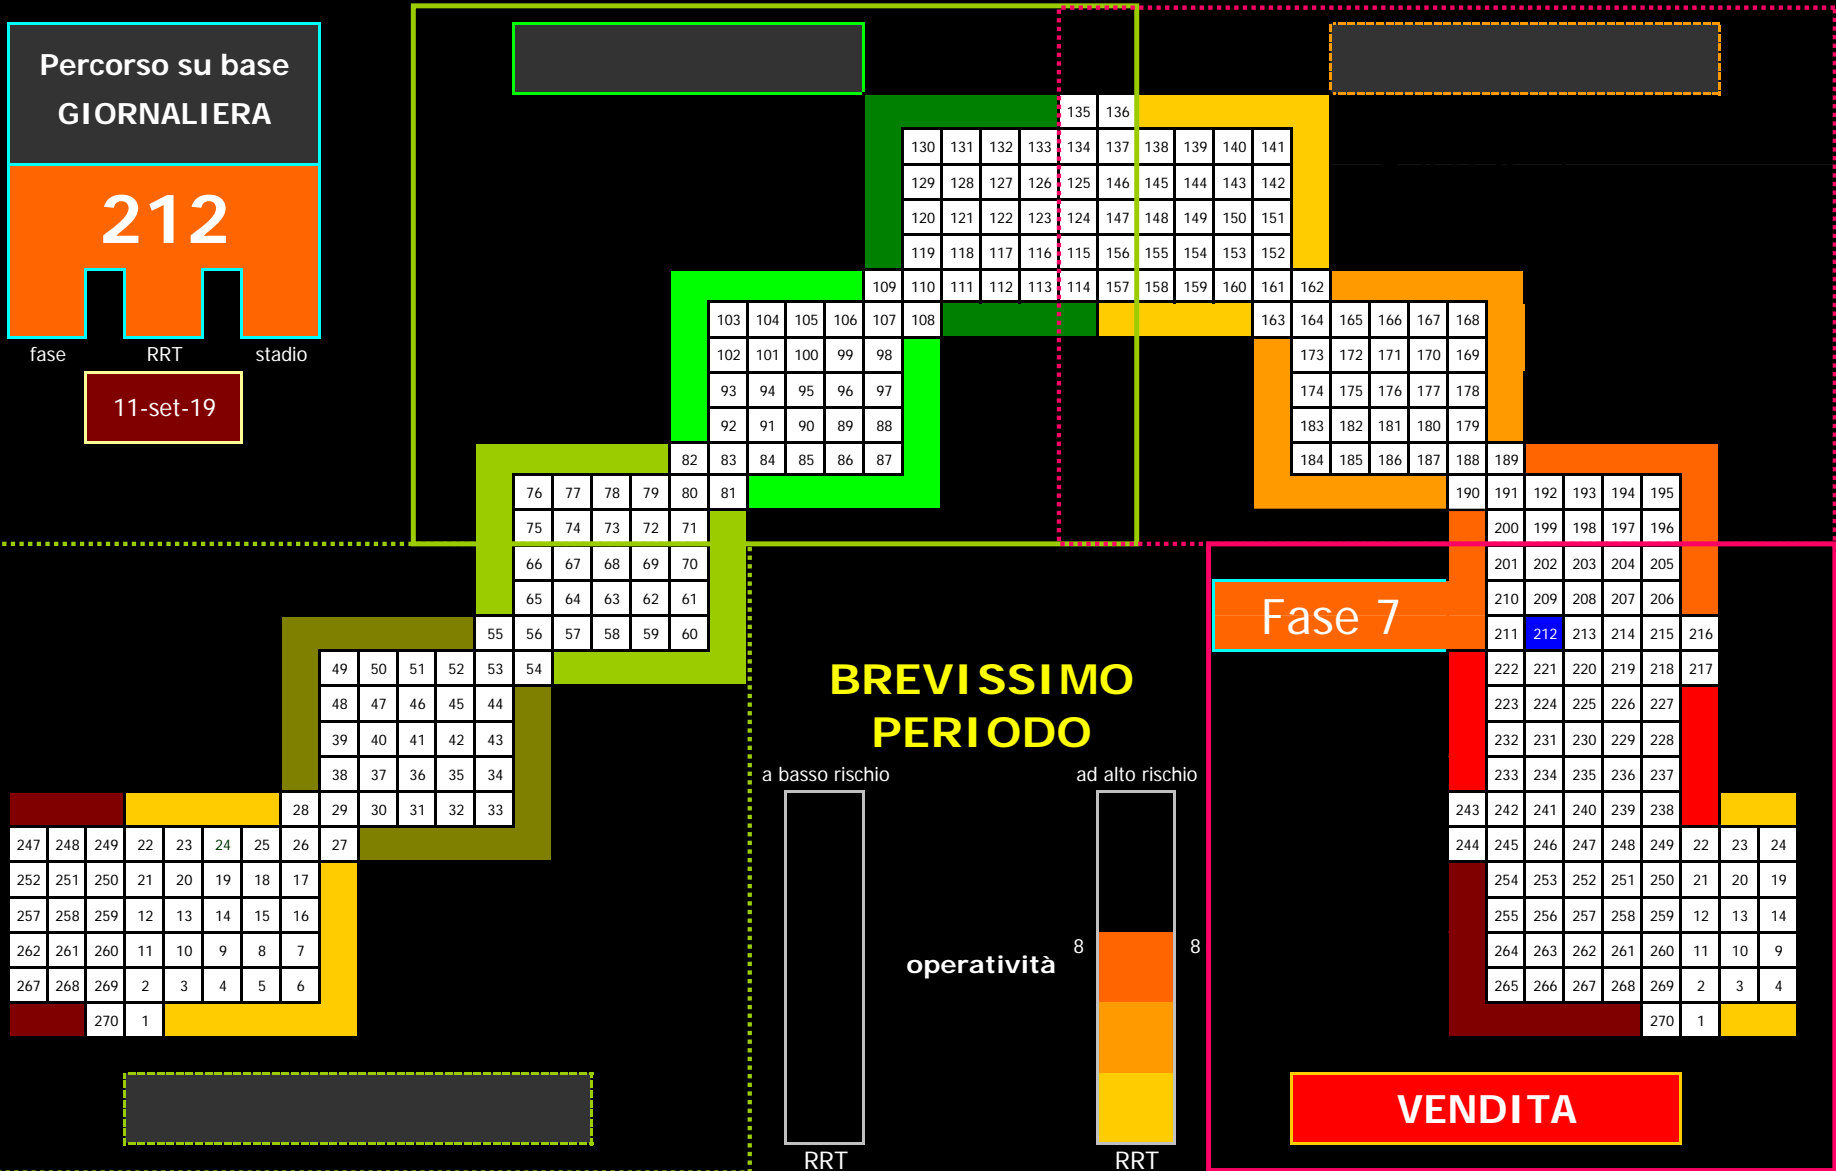 Percorso su base
GIORNALIERA
212
fase RRT stadio
11-set-19
135 136
130 131 132 133 134 137 138 139 140 141
129 128 127 126 125 146 145 144 143 142
120 121 122 123 124 147 148 149 150 151
119 118 117 116 115 156 155 154 153 152
109 110 111 112 113 114 157 158 159 160 161 162
103 104 105 106 107 108 163 164 165 166 167 168
102 101 100 99 98 173 172 171 170 169
93 94 95 96 97 174 175 176 177 178
92 91 90 89 88 183 182 181 180 179
82 83 84 85 86 87 184 185 186 187 188 189
76 77 78 79 80 81 190 191 192 193 194 195
75 74 73 72 71 200 199 198 197 196
66 67 68 69 70 201 202 203 204 205
65 64 63 62 61 210 209 208 207 206
Fase 7
55 56 57 58 59 60 211 212 213 214 215 216
49 50 51 52 53 54 222 221 220 219 218 217
48 47 46 45 44 223 224 225 226 227
39 40 41 42 43 232 231 230 229 228
38 37 36 35 34 233 234 235 236 237
28 29 30 31 32 33 243 242 241 240 239 238
247 248 249 22 23 24 25 26 27 244 245 246 247 248 249 22 23 24
252 251 250 21 20 19 18 17 254 253 252 251 250 21 20 19
257 258 259 12 13 14 15 16 255 256 257 258 259 12 13 14
262 261 260 11 10 9 8 7 264 263 262 261 260 11 10 9
267 268 269 2 3 4 5 6 265 266 267 268 269 2 3 4
270 1 270 1
BREVISSIMO
PERIODO
a basso rischio ad alto rischio
8 8
operatività
RRT RRT
VENDITA